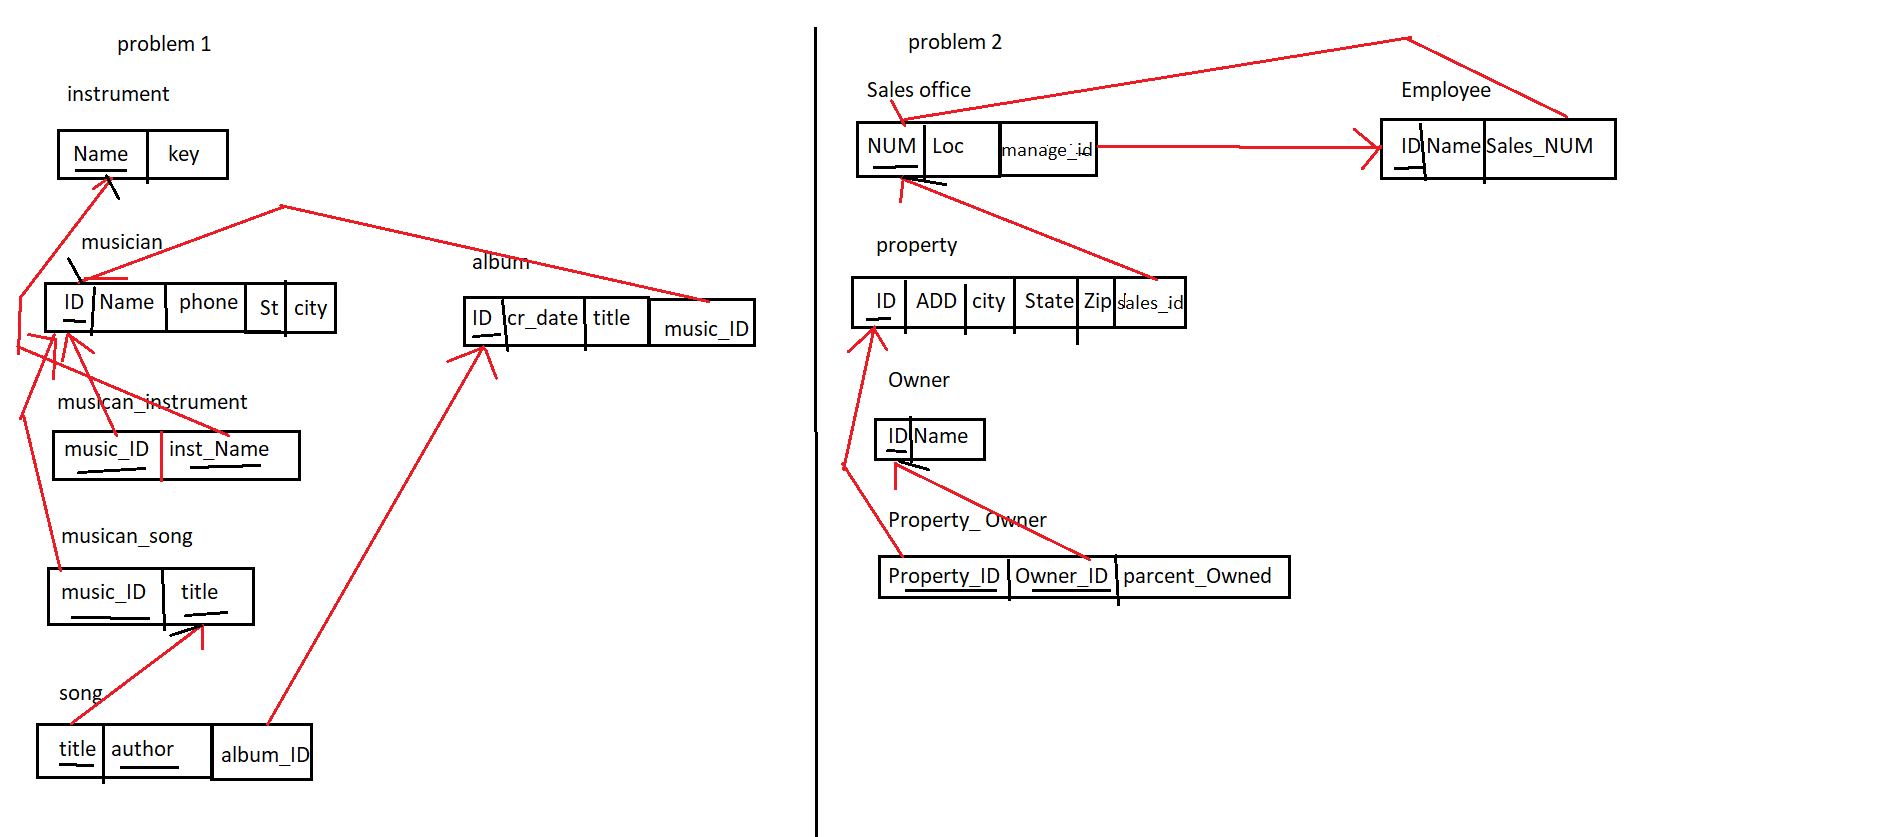 problem 1
instrument
Name key
musician
ID Name phone St city
album
ID cr_date title music_ID
musican_instrument
music_ID inst_Name
musican_song
music_ID title
song
title author album_ID
problem 2
Sales office
NUM Loc manage_id
Employee
ID Name Sales_NUM
property
ID ADD city State Zip sales_id
Owner
ID Name
Property_ Owner
Property_ID Owner_ID parcent_Owned